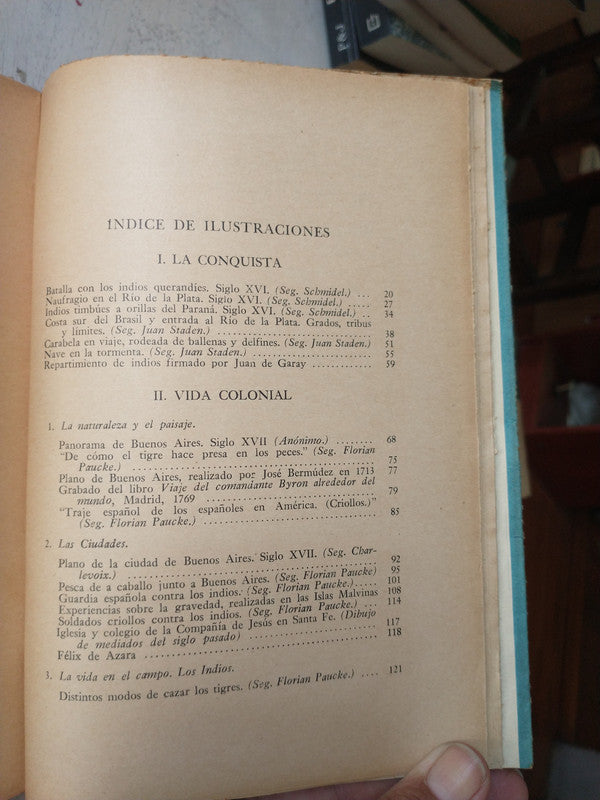 P&J
ÍNDICE DE ILUSTRACIONES
I. LA CONQUISTA
Batalla con los indios querandíes. Siglo XVI. (Seg. Schmidel.) ... 20
Naufragio en el Río de la Plata. Siglo XVI. (Seg. Schmidel.) ..... 27
Indios timbúes a orillas del Paraná. Siglo XVI. (Seg. Schmidel.) .. 34
Costa sur del Brasil y entrada al Río de la Plata. Grados, tribus
y límites. (Seg. Juan Staden.) ........................... 38
Carabela en viaje, rodeada de ballenas y delfines. (Seg. Juan Staden.) 51
Nave en la tormenta. (Seg. Juan Staden.) ..................... 55
Repartimiento de indios firmado por Juan de Garay ............. 59
II. VIDA COLONIAL
1. La naturaleza y el paisaje.
Panorama de Buenos Aires. Siglo XVII (Anónimo.) ........ 68
"De cómo el tigre hace presa en los peces." (Seg. Florian
Paucke.) ........................................ 75
Plano de Buenos Aires, realizado por José Bermúdez en 1713 77
Grabado del libro Viaje del comandante Byron alrededor del
mundo, Madrid, 1769 ............................ 79
"Traje español de los españoles en América. (Criollos.)"
(Seg. Florian Paucke.) ............................ 85
2. Las Ciudades.
Plano de la ciudad de Buenos Aires. Siglo XVII. (Seg. Char-
levoix.) ........................................ 92
Pesca de a caballo junto a Buenos Aires. (Seg. Florian Paucke) 95
Guardia española contra los indios. (Seg. Florian Paucke.) ..... 101
Experiencias sobre la gravedad, realizadas en las Islas Malvinas 108
Soldados criollos contra los indios. (Seg. Florian Paucke.) ... 114
Iglesia y colegio de la Compañía de Jesús en Santa Fe. (Dibujo
de mediados del siglo pasado) ...................... 117
Félix de Azara ........................................ 118
3. La vida en el campo. Los Indios.
Distintos modos de cazar los tigres. (Seg. Florian Paucke.) .... 121